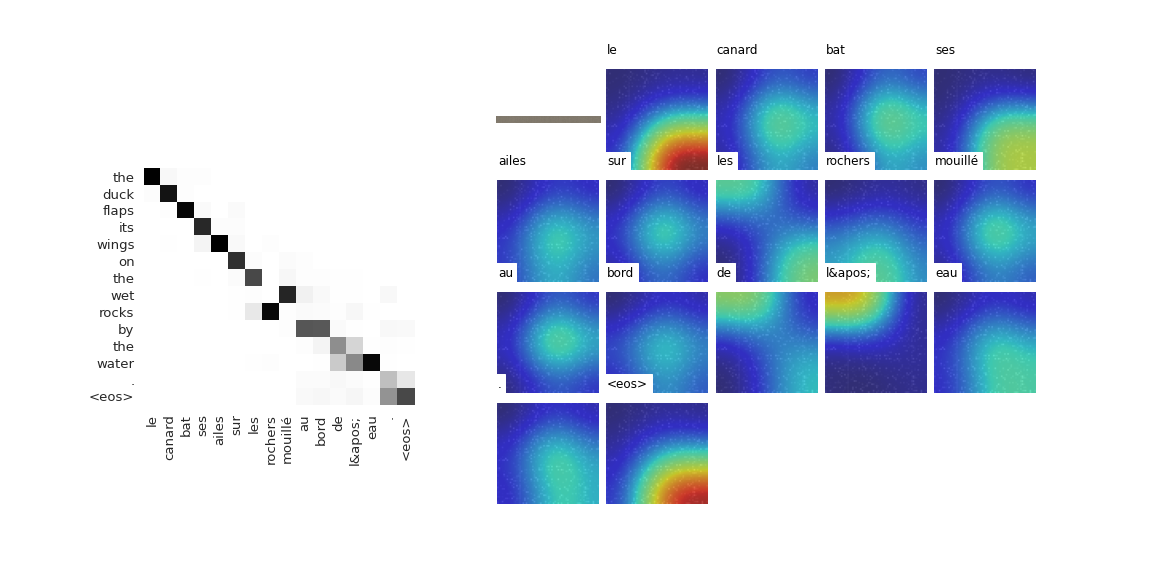 the
duck
flaps
its
wings
on
the
wet
rocks
by
the
water
.
<eos>
le
canard
bat
ses
ailes
sur
les
rochers
mouillé
au
bord
de
l&apos;
eau
.
<eos>
le canard bat ses
ailes sur les rochers mouillé
au bord de l&apos; eau
. <eos>